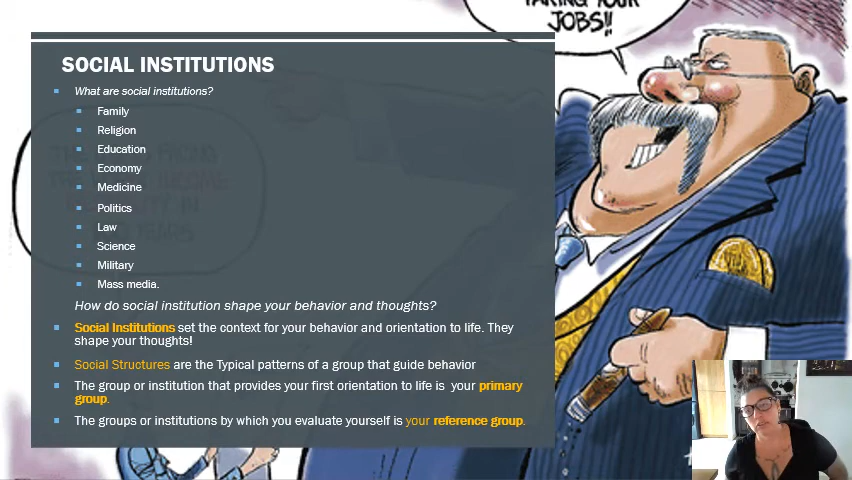 TAKING YOUR
JOBS!!
SOCIAL INSTITUTIONS
What are social institutions?
Family
Religion
Education
Economy
Medicine
Politics
Law
Science
Military
Mass media.
How do social institution shape your behavior and thoughts?
Social Institutions set the context for your behavior and orientation to life. They
shape your thoughts!
Social Structures are the Typical patterns of a group that guide behavior
The group or institution that provides your first orientation to life is your primary
group.
The groups or institutions by which you evaluate yourself is your reference group.